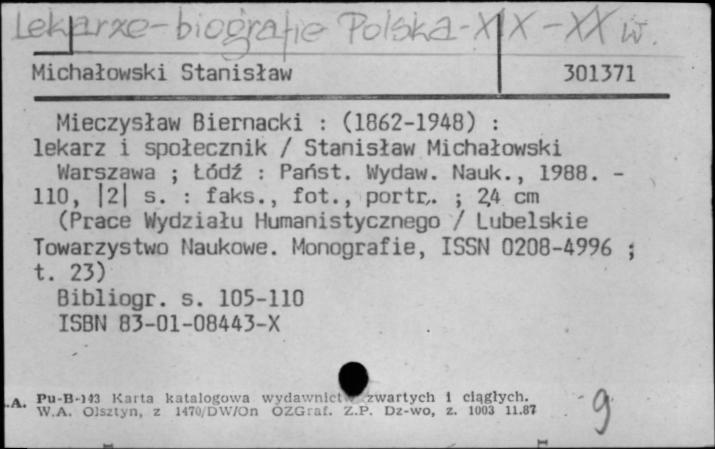 Lekarze-biografie Polska-XIX-XX w.
Michałowski Stanisław 301371
Mieczysław Biernacki : (1862-1948) :
lekarz i społecznik / Stanisław Michałowski
Warszawa ; Łódź : Państ. Wydaw. Nauk., 1988. -
110, |2| s. : faks., fot., portr. ; 24 cm
(Prace Wydziału Humanistycznego / Lubelskie
Towarzystwo Naukowe. Monografie, ISSN 0208-4996 ;
t. 23)
Bibliogr. s. 105-110
ISBN 83-01-08443-X
.A. Pu-B-143 Karta katalogowa wydawnictw zwartych i ciągłych.
W.A. Olsztyn, z 1470/DW/On OZGraf. Z.P. Dz-wo, z. 1003 11.87
9